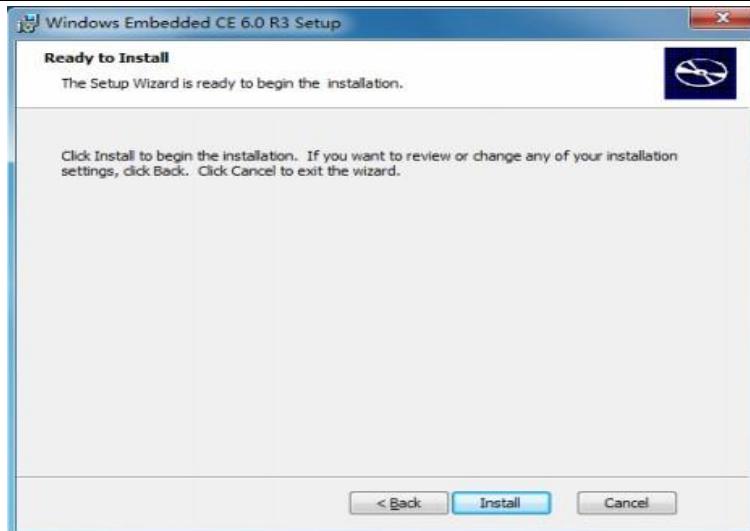 Windows Embedded CE 6.0 R3 Setup
Ready to Install
The Setup Wizard is ready to begin the installation.
Click Install to begin the installation. If you want to review or change any of your installation
settings, click Back. Click Cancel to exit the wizard.
< Back Install Cancel